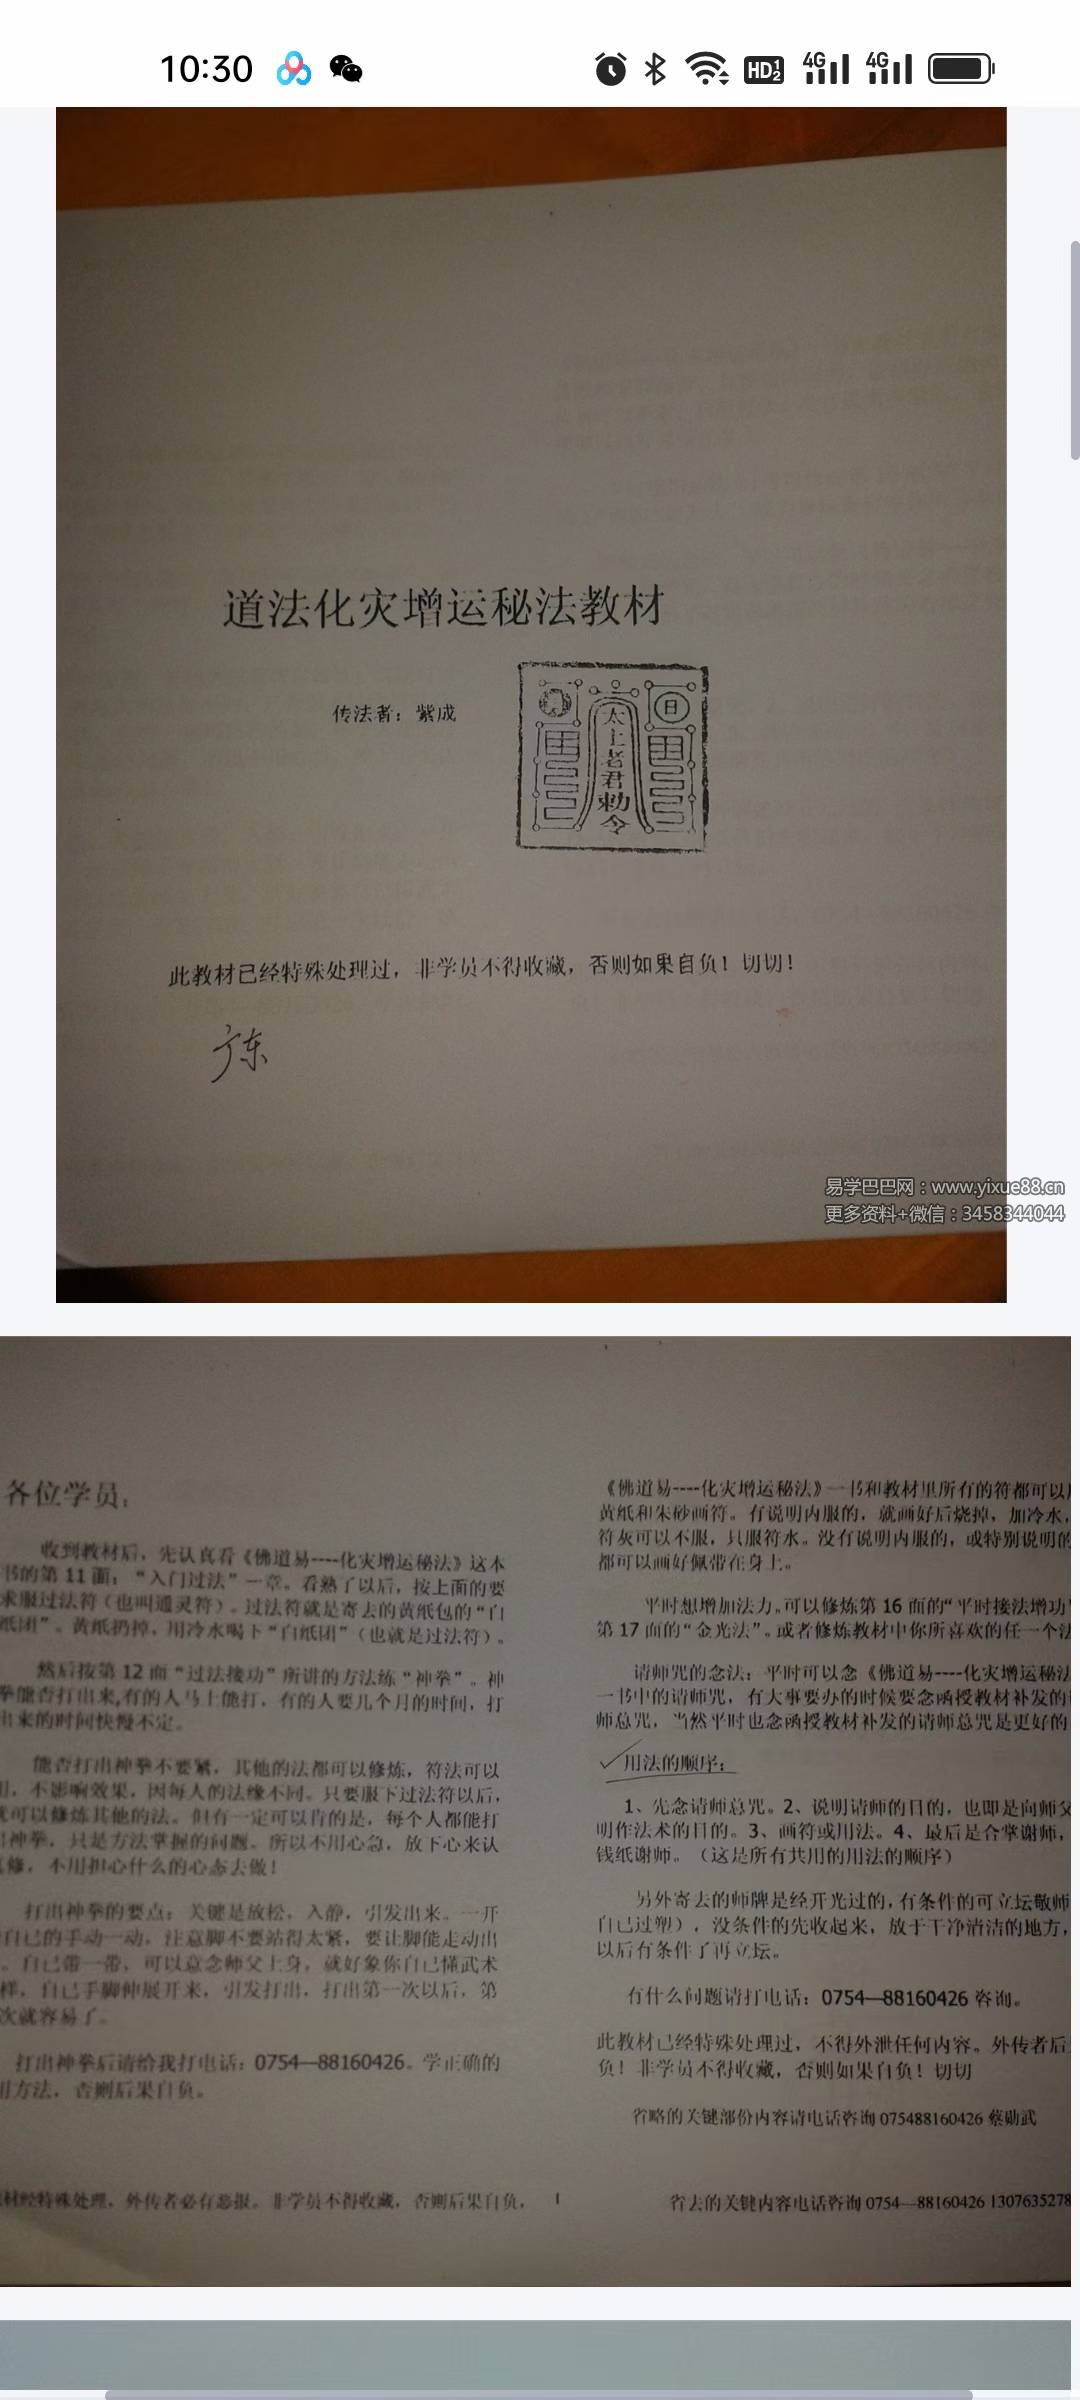 10:30
HD 1 2
4G
4G
道法化灾增运秘法教材
传法者：紫成
日
太上老君勅令
此教材已经特殊处理过，非学员不得收藏，否则如果自负！切切！
广东
易学巴巴网：www.yixue88.cn
更多资料+微信：3458344044
各位学员：
收到教材后，先认真看《佛道易----化灾增运秘法》这本
书的第 11 面：“入门过法”一章。看熟了以后，按上面的要
求服过法符（也叫通灵符）。过法符就是寄去的黄纸包的“白
纸团”。黄纸扔掉，用冷水喝下“白纸团”（也就是过法符）。
然后按第 12 面“过法接功”所讲的方法练“神拳”。神
拳能否打出来,有的人马上能打，有的人要几个月的时间，打
出来的时间快慢不定。
能否打出神拳不要紧，其他的法都可以修炼，符法可以
用，不影响效果，因每人的法缘不同。只要服下过法符以后，
就可以修炼其他的法。但有一定可以肯的是，每个人都能打
出神拳，只是方法掌握的问题。所以不用心急，放下心来认
真修，不用担心什么的心态去做！
打出神拳的要点：关键是放松，入静，引发出来。一开
自己的手动一动，注意脚不要站得太紧，要让脚能走动出
。自己带一带，可以意念师父上身，就好象你自己懂武术
样，自己手脚伸展开来，引发打出，打出第一次以后，第
次就容易了。
打出神拳后请给我打电话：0754—88160426。学正确的
用方法，否则后果自负。
材经特殊处理，外传者必有恶报。非学员不得收藏，否则后果自负， 1
《佛道易----化灾增运秘法》一书和教材里所有的符都可以
黄纸和朱砂画符。有说明内服的，就画好后烧掉，加冷水，
符灰可以不服，只服符水。没有说明内服的，或特别说明的
都可以画好佩带在身上。
平时想增加法力,可以修炼第 16 面的“平时接法增功”
第 17 面的“金光法”。或者修炼教材中你所喜欢的任一个法
请师咒的念法：平时可以念《佛道易----化灾增运秘法
一书中的请师咒，有大事要办的时候要念函授教材补发的
师总咒，当然平时也念函授教材补发的请师总咒是更好的
用法的顺序：
1、先念请师总咒。2、说明请师的目的，也即是向师父
明作法术的目的。3、画符或用法。4、最后是合掌谢师，
钱纸谢师。（这是所有共用的用法的顺序）
另外寄去的师牌是经开光过的，有条件的可立坛敬师
自己过塑），没条件的先收起来，放于干净清洁的地方，
以后有条件了再立坛。
有什么问题请打电话：0754—88160426 咨询。
此教材已经特殊处理过，不得外泄任何内容。外传者后
负！非学员不得收藏，否则如果自负！切切
省略的关键部份内容请电话咨询 075488160426 蔡勋武
省去的关键内容电话咨询 0754—88160426 1307635278